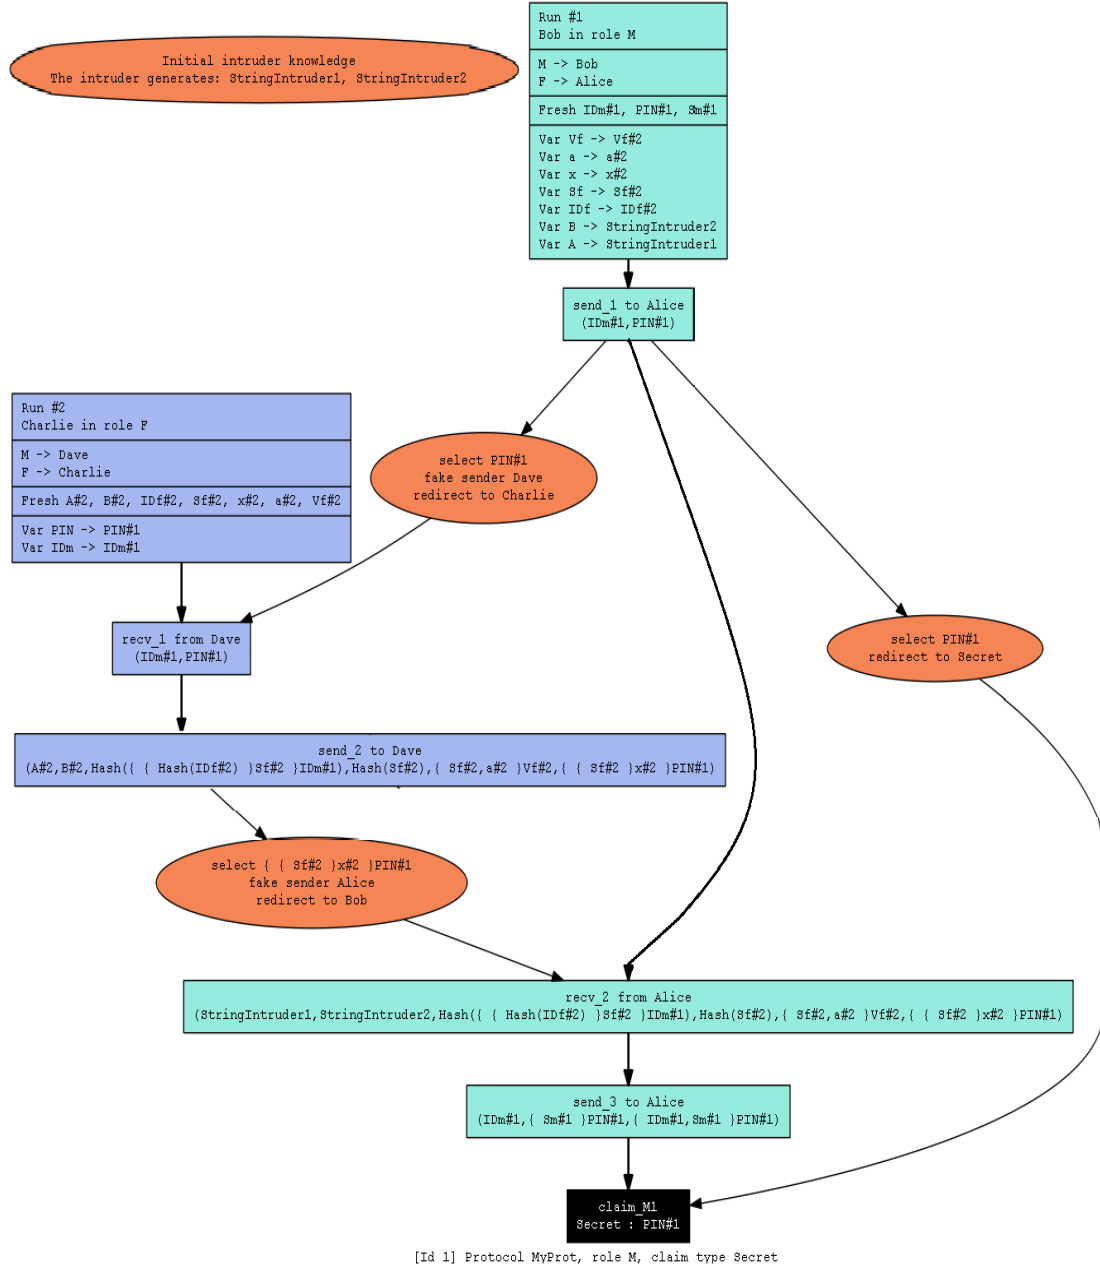 Initial intruder knowledge
The intruder generates: StringIntruder1, StringIntruder2
Run #1
Bob in role M
M -> Bob
F -> Alice
Fresh IDm#1, PIN#1, Sm#1
Var Vf -> Vf#2
Var a -> a#2
Var x -> x#2
Var Sf -> Sf#2
Var IDf -> IDf#2
Var B -> StringIntruder2
Var A -> StringIntruder1
send_1 to Alice
(IDm#1,PIN#1)
Run #2
Charlie in role F
M -> Dave
F -> Charlie
Fresh A#2, B#2, IDf#2, Sf#2, x#2, a#2, Vf#2
Var PIN -> PIN#1
Var IDm -> IDm#1
select PIN#1
fake sender Dave
redirect to Charlie
recv_1 from Dave
(IDm#1,PIN#1)
select PIN#1
redirect to Secret
send_2 to Dave
(A#2,B#2,Hash({ { Hash(IDf#2) }Sf#2 }IDm#1),Hash(Sf#2),{ Sf#2,a#2 }Vf#2,{ { Sf#2 }x#2 }PIN#1)
select { { Sf#2 }x#2 }PIN#1
fake sender Alice
redirect to Bob
recv_2 from Alice
(StringIntruder1,StringIntruder2,Hash({ { Hash(IDf#2) }Sf#2 }IDm#1),Hash(Sf#2),{ Sf#2,a#2 }Vf#2,{ { Sf#2 }x#2 }PIN#1)
send_3 to Alice
(IDm#1,{ Sm#1 }PIN#1,{ IDm#1,Sm#1 }PIN#1)
claim_M1
Secret : PIN#1
[Id 1] Protocol MyProt, role M, claim type Secret